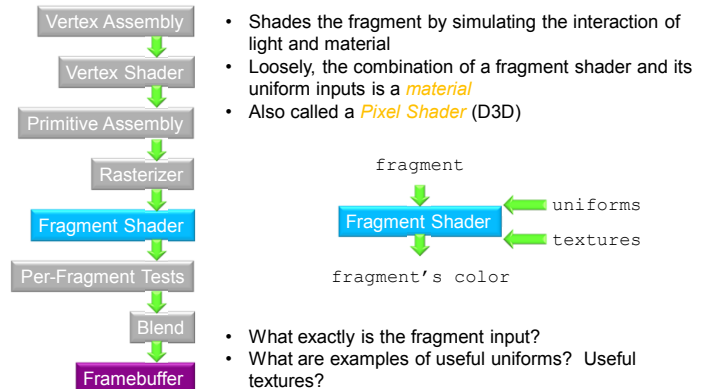 Vertex Assembly
Vertex Shader
Primitive Assembly
Rasterizer
Fragment Shader
Per-Fragment Tests
Blend
Framebuffer
• Shades the fragment by simulating the interaction of
light and material
• Loosely, the combination of a fragment shader and its
uniform inputs is a material
• Also called a Pixel Shader (D3D)
fragment
Fragment Shader
uniforms
textures
fragment’s color
• What exactly is the fragment input?
• What are examples of useful uniforms? Useful
textures?